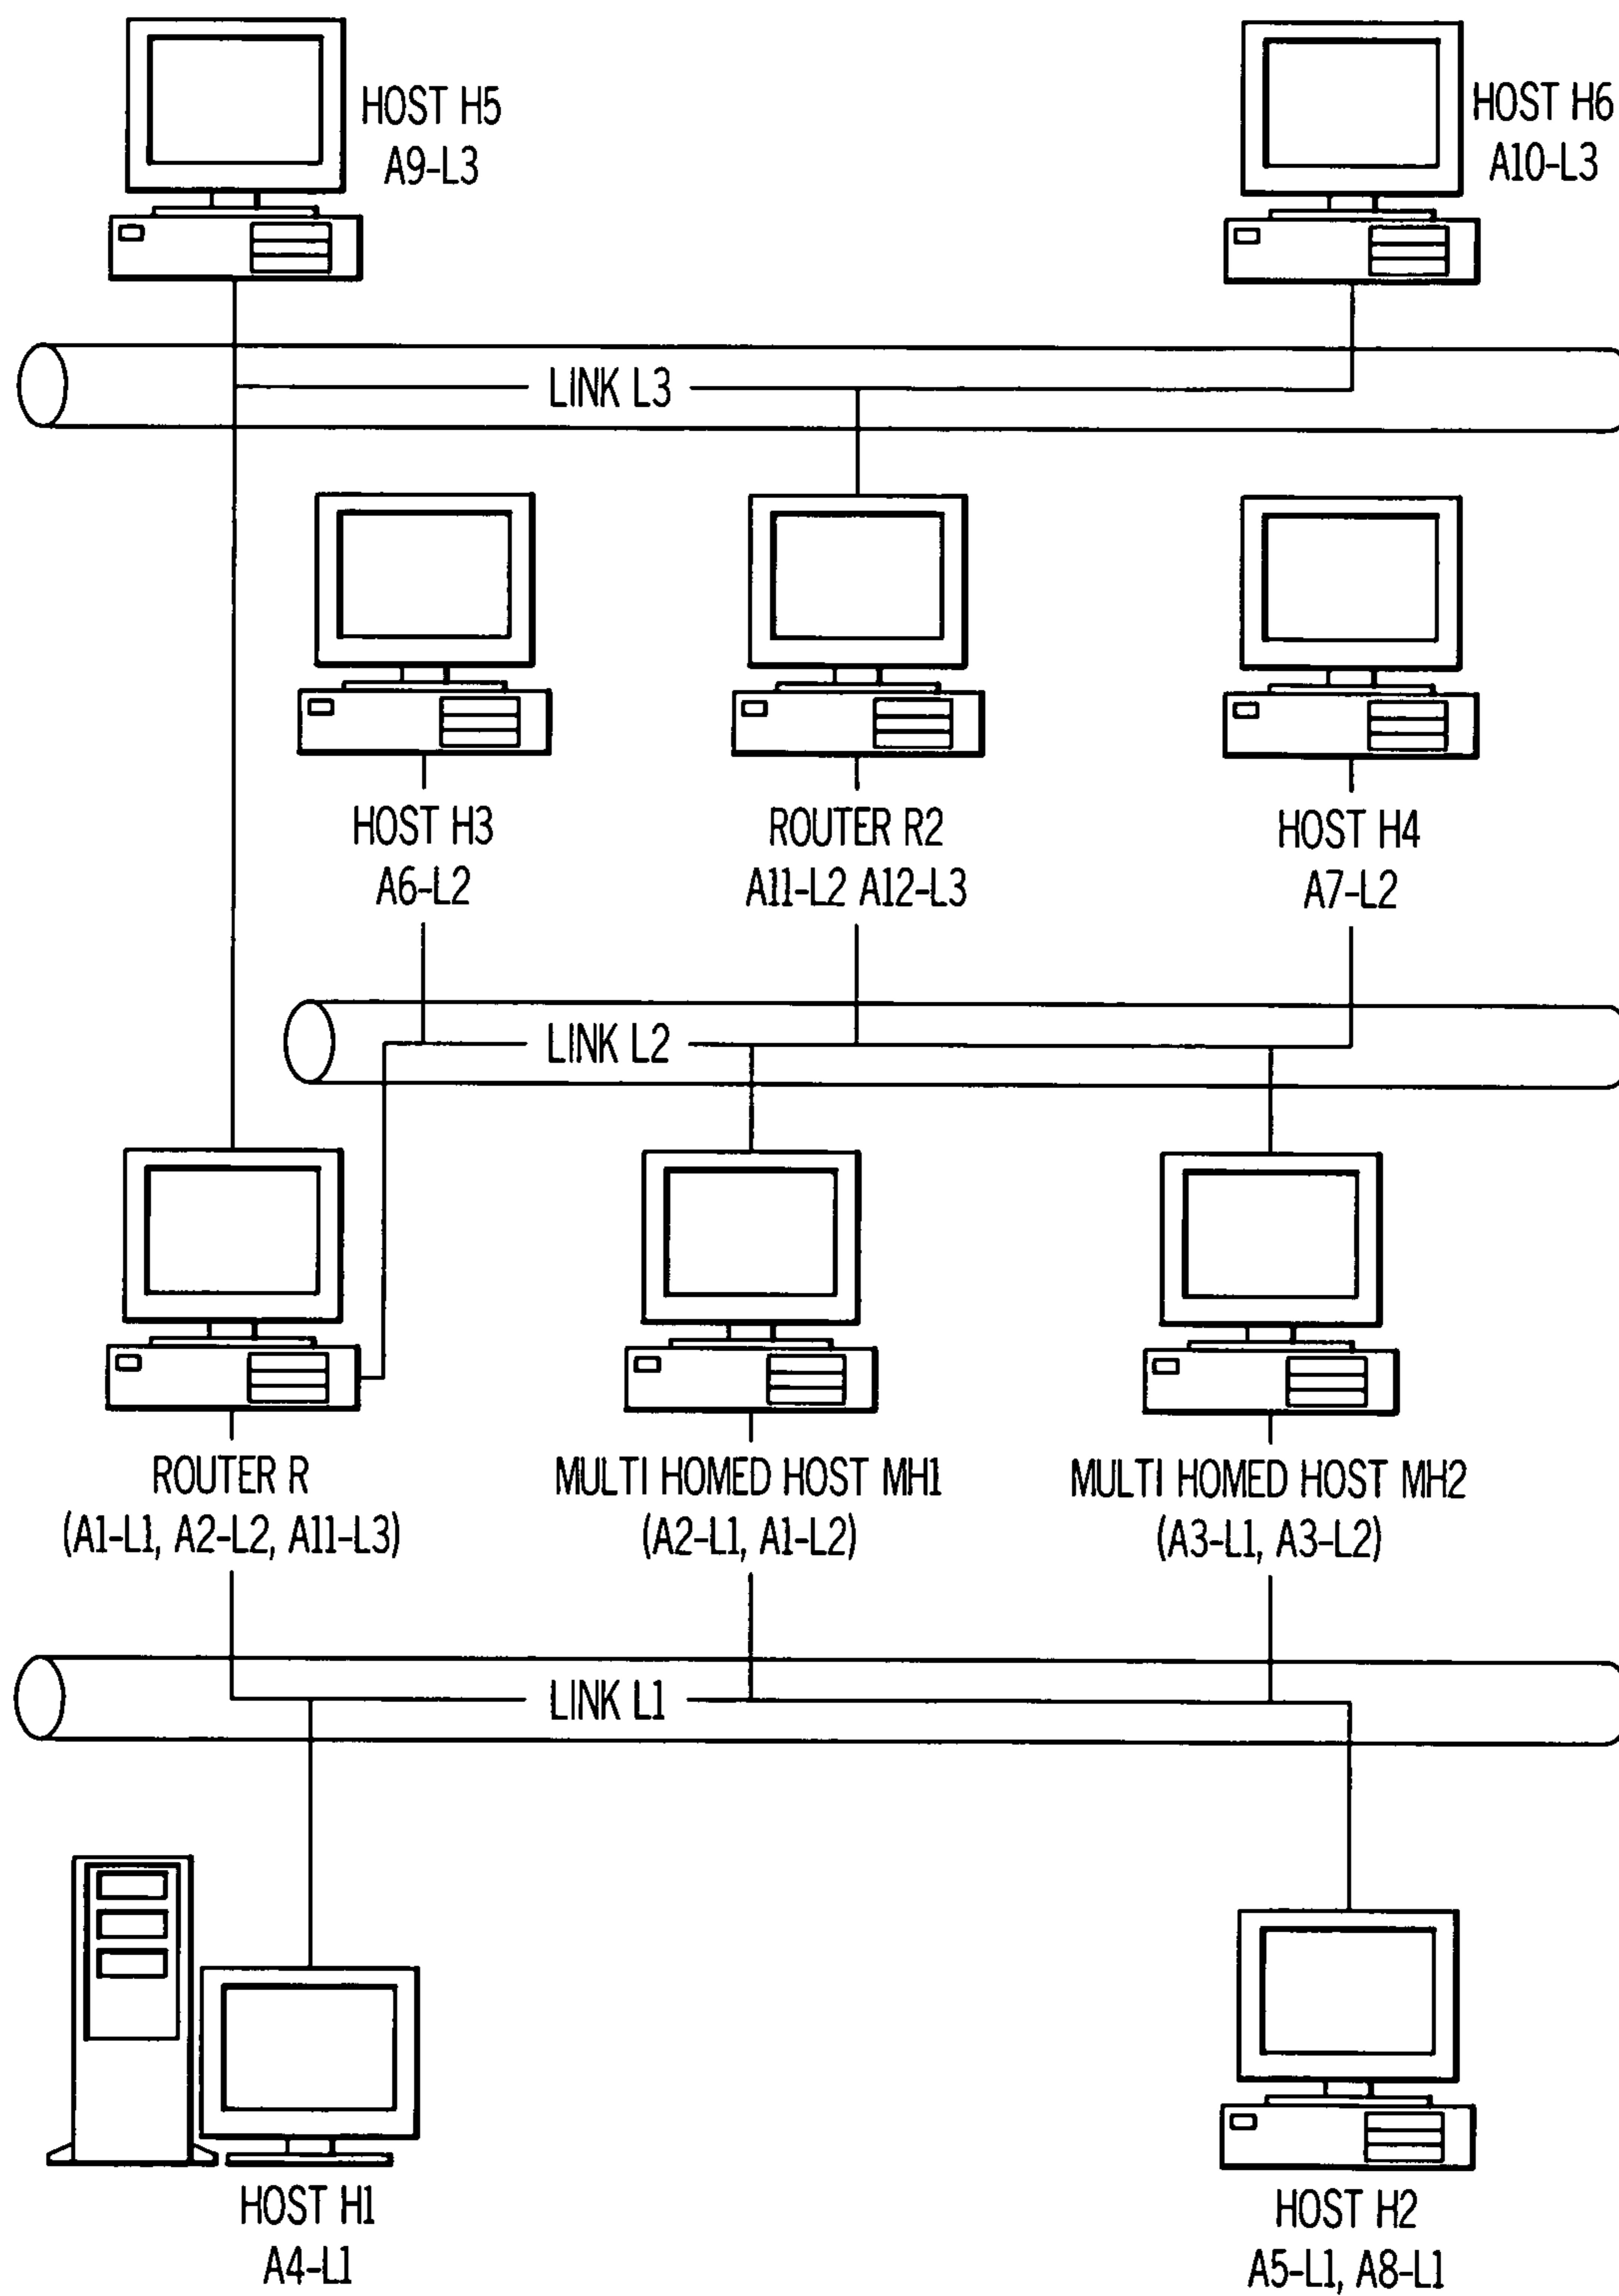 HOST H5
A9-L3
HOST H6
A10-L3
LINK L3
HOST H3
A6-L2
ROUTER R2
A11-L2 A12-L3
HOST H4
A7-L2
LINK L2
ROUTER R
(A1-L1, A2-L2, A11-L3)
MULTI HOMED HOST MH1
(A2-L1, A1-L2)
MULTI HOMED HOST MH2
(A3-L1, A3-L2)
LINK L1
HOST H1
A4-L1
HOST H2
A5-L1, A8-L1